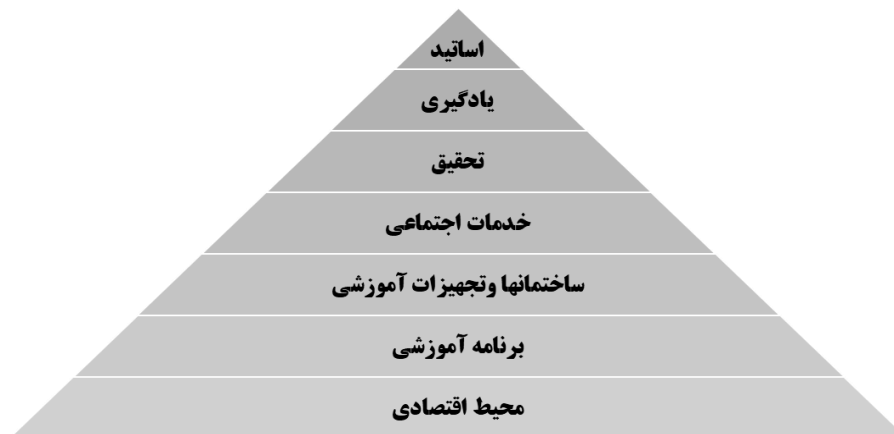 اساتید
یادگیری
تحقیق
خدمات اجتماعی
ساختمانها وتجهیزات آموزشی
برنامه آموزشی
محیط اقتصادی